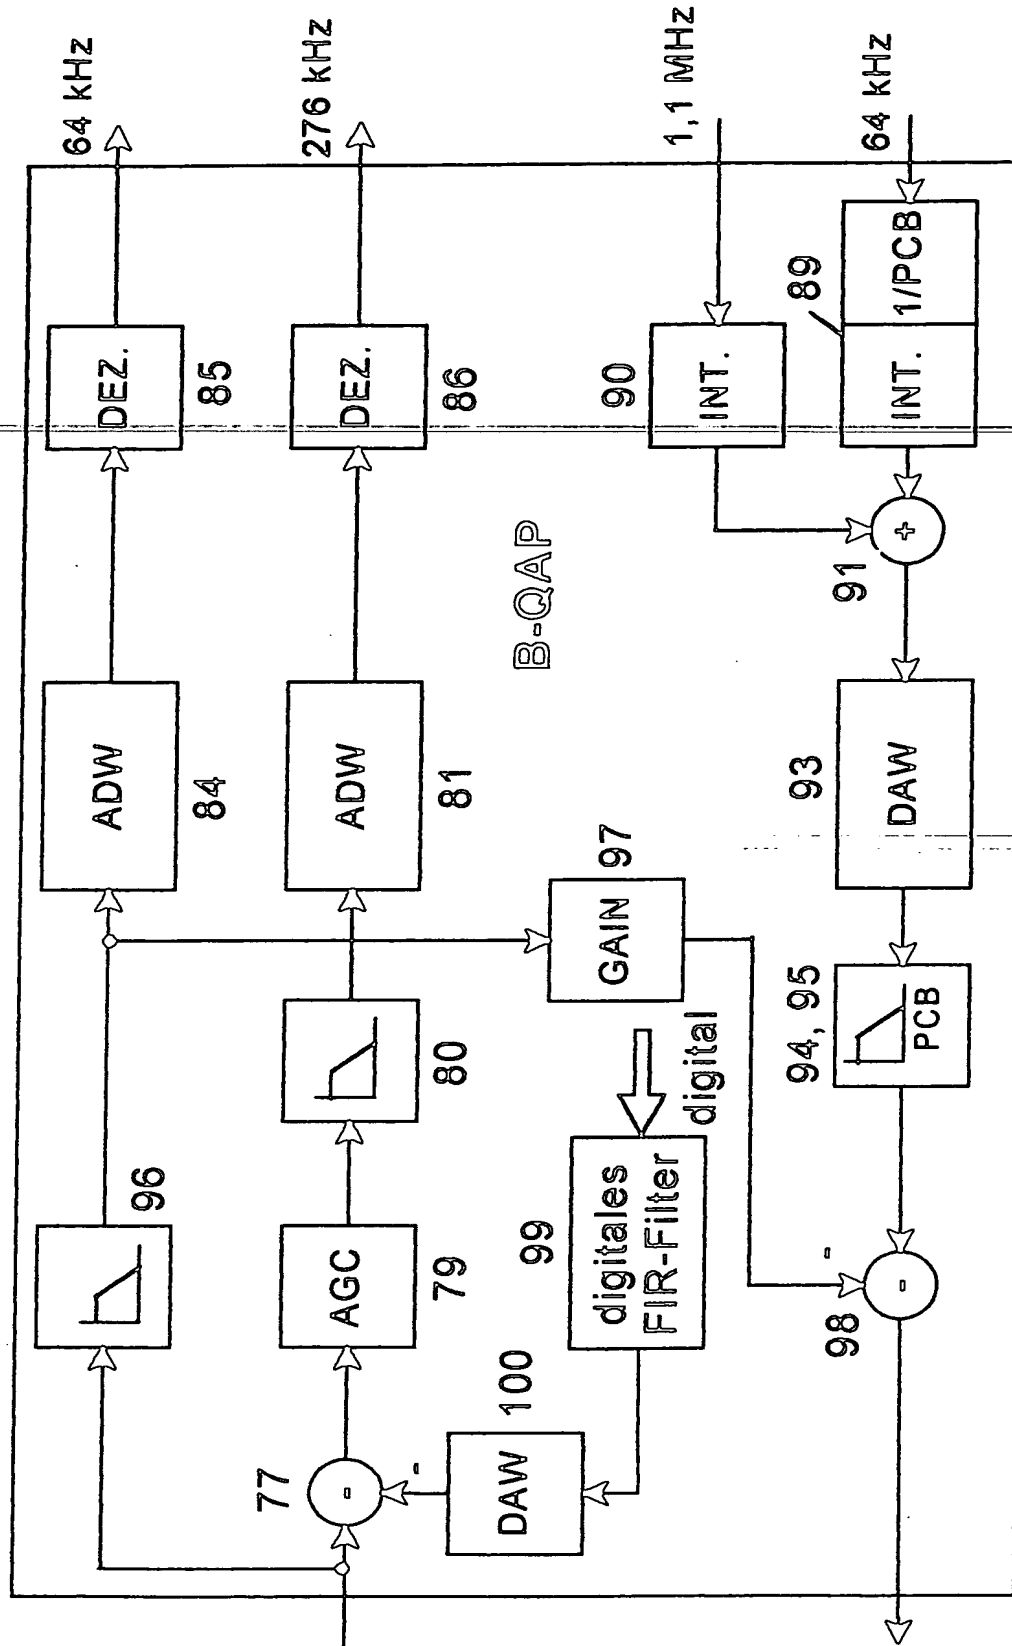 64 kHz
276 kHz
1,1 MHz
64 kHz
DEZ.
85
DEZ.
86
90
INT.
89
INT.
1/PCB
B-QAP
91
+
ADW
84
ADW
81
93
DAW
97
GAIN
94, 95
PCB
80
digital
96
AGC
79
99
digitales
FIR-Filter
98
-
-
77
-
-
100
DAW